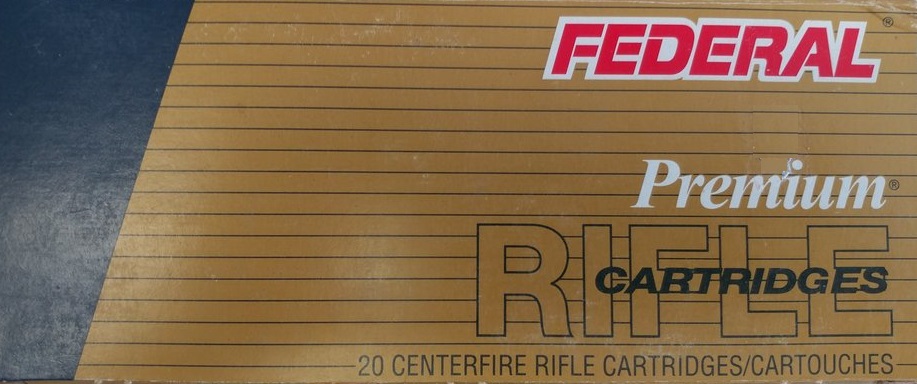 FEDERAL®
Premium®
RIFLE
CARTRIDGES
20 CENTERFIRE RIFLE CARTRIDGES/CARTOUCHES